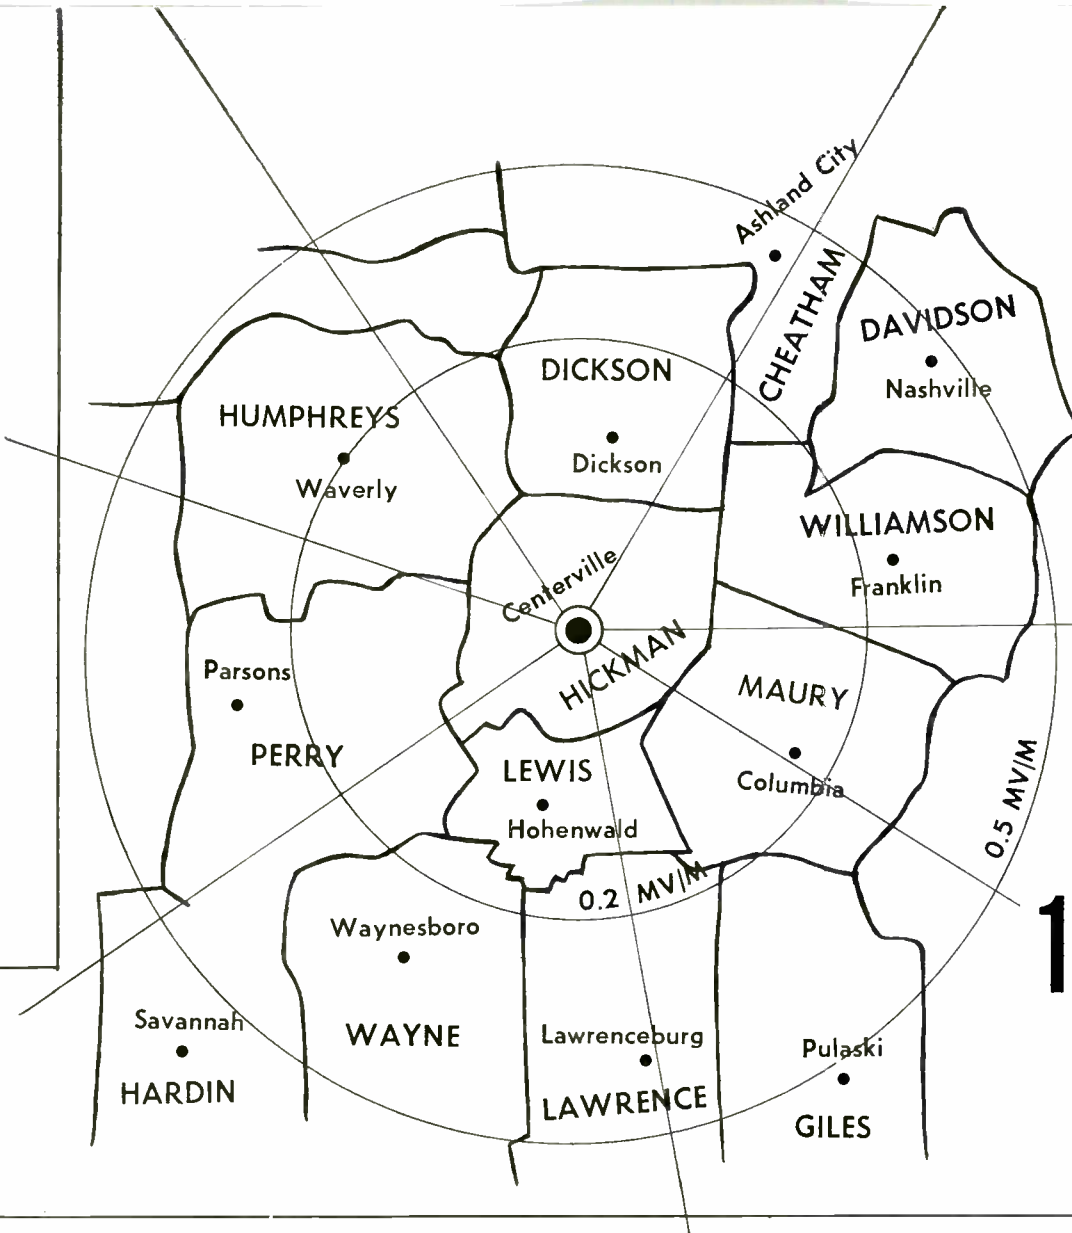 Ashland City
CHEATHAM
DAVIDSON
Nashville
DICKSON
Dickson
HUMPHREYS
Waverly
WILLIAMSON
Franklin
Centerville
HICKMAN
Parsons
PERRY
MAURY
Columbia
LEWIS
Hohenwald
0.5 MV/M
0.2 MV/M
1
Waynesboro
WAYNE
Savannah
HARDIN
Lawrenceburg
LAWRENCE
Pulaski
GILES